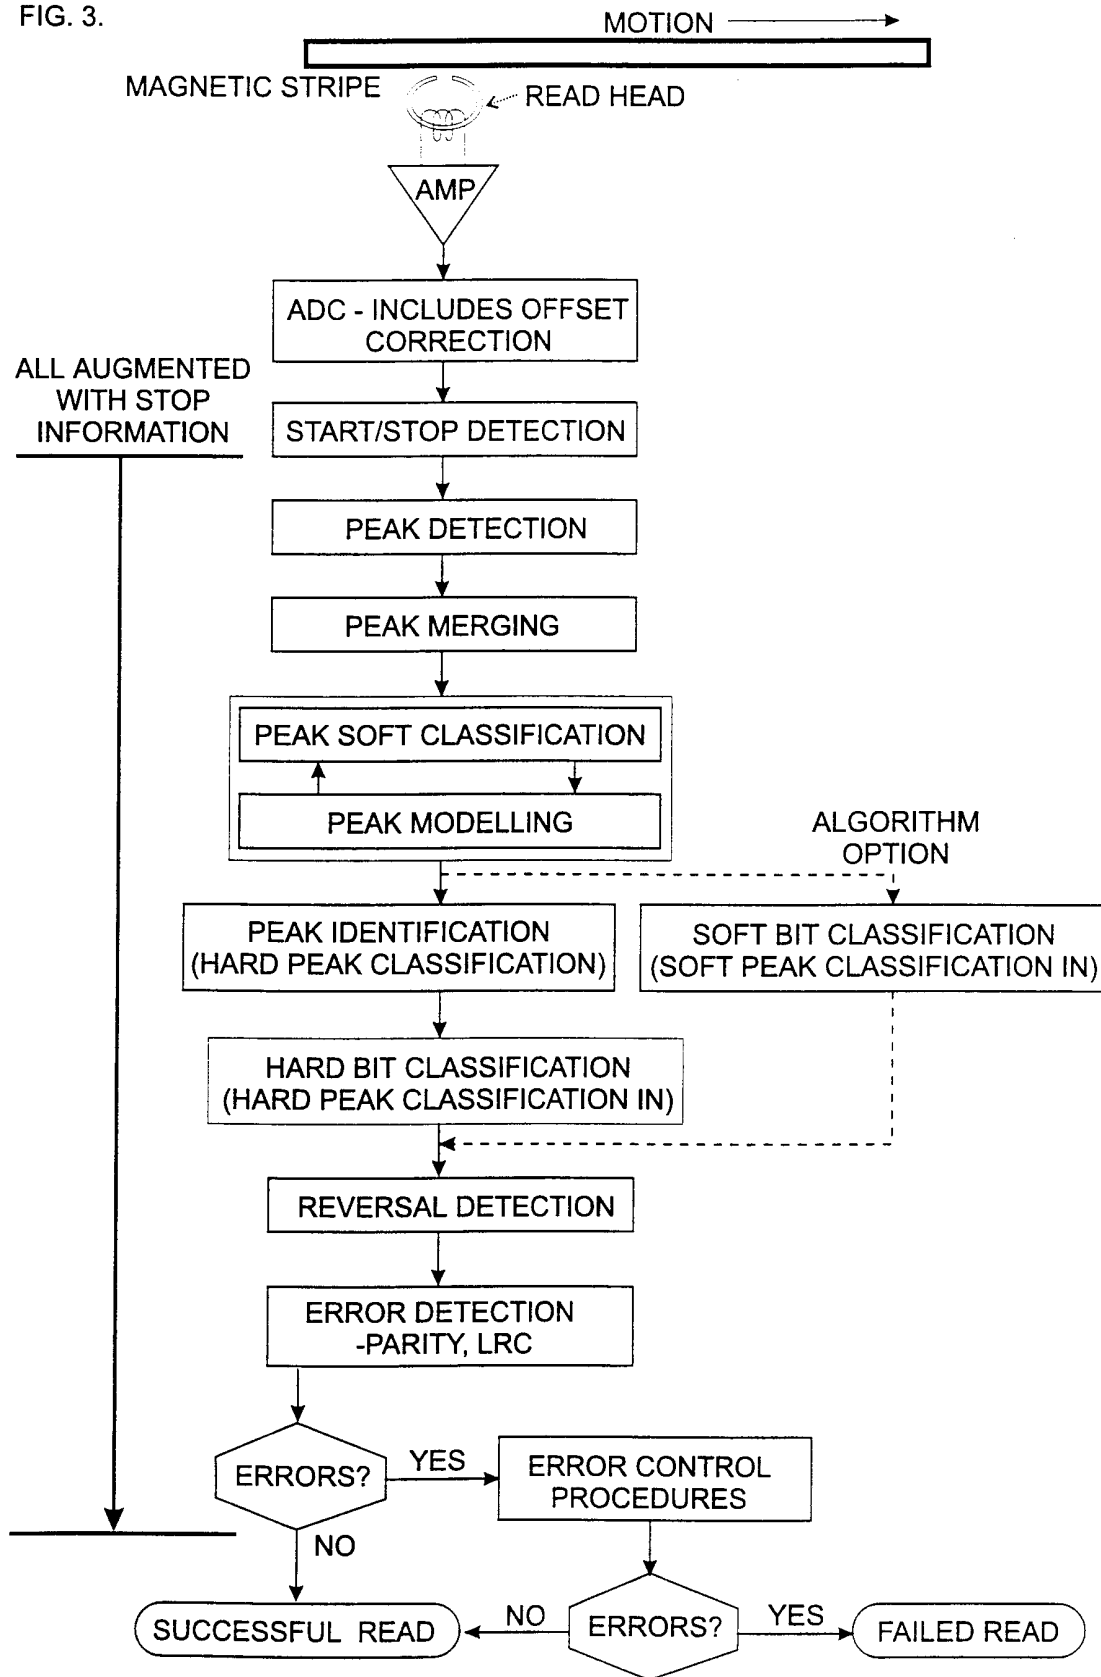 FIG. 3.
MOTION
MAGNETIC STRIPE
READ HEAD
AMP
ADC - INCLUDES OFFSET
CORRECTION
ALL AUGMENTED
WITH STOP
INFORMATION
START/STOP DETECTION
PEAK DETECTION
PEAK MERGING
PEAK SOFT CLASSIFICATION
PEAK MODELLING
ALGORITHM
OPTION
PEAK IDENTIFICATION
(HARD PEAK CLASSIFICATION)
SOFT BIT CLASSIFICATION
(SOFT PEAK CLASSIFICATION IN)
HARD BIT CLASSIFICATION
(HARD PEAK CLASSIFICATION IN)
REVERSAL DETECTION
ERROR DETECTION
-PARITY, LRC
ERRORS?
YES
ERROR CONTROL
PROCEDURES
NO
SUCCESSFUL READ
NO
ERRORS?
YES
FAILED READ